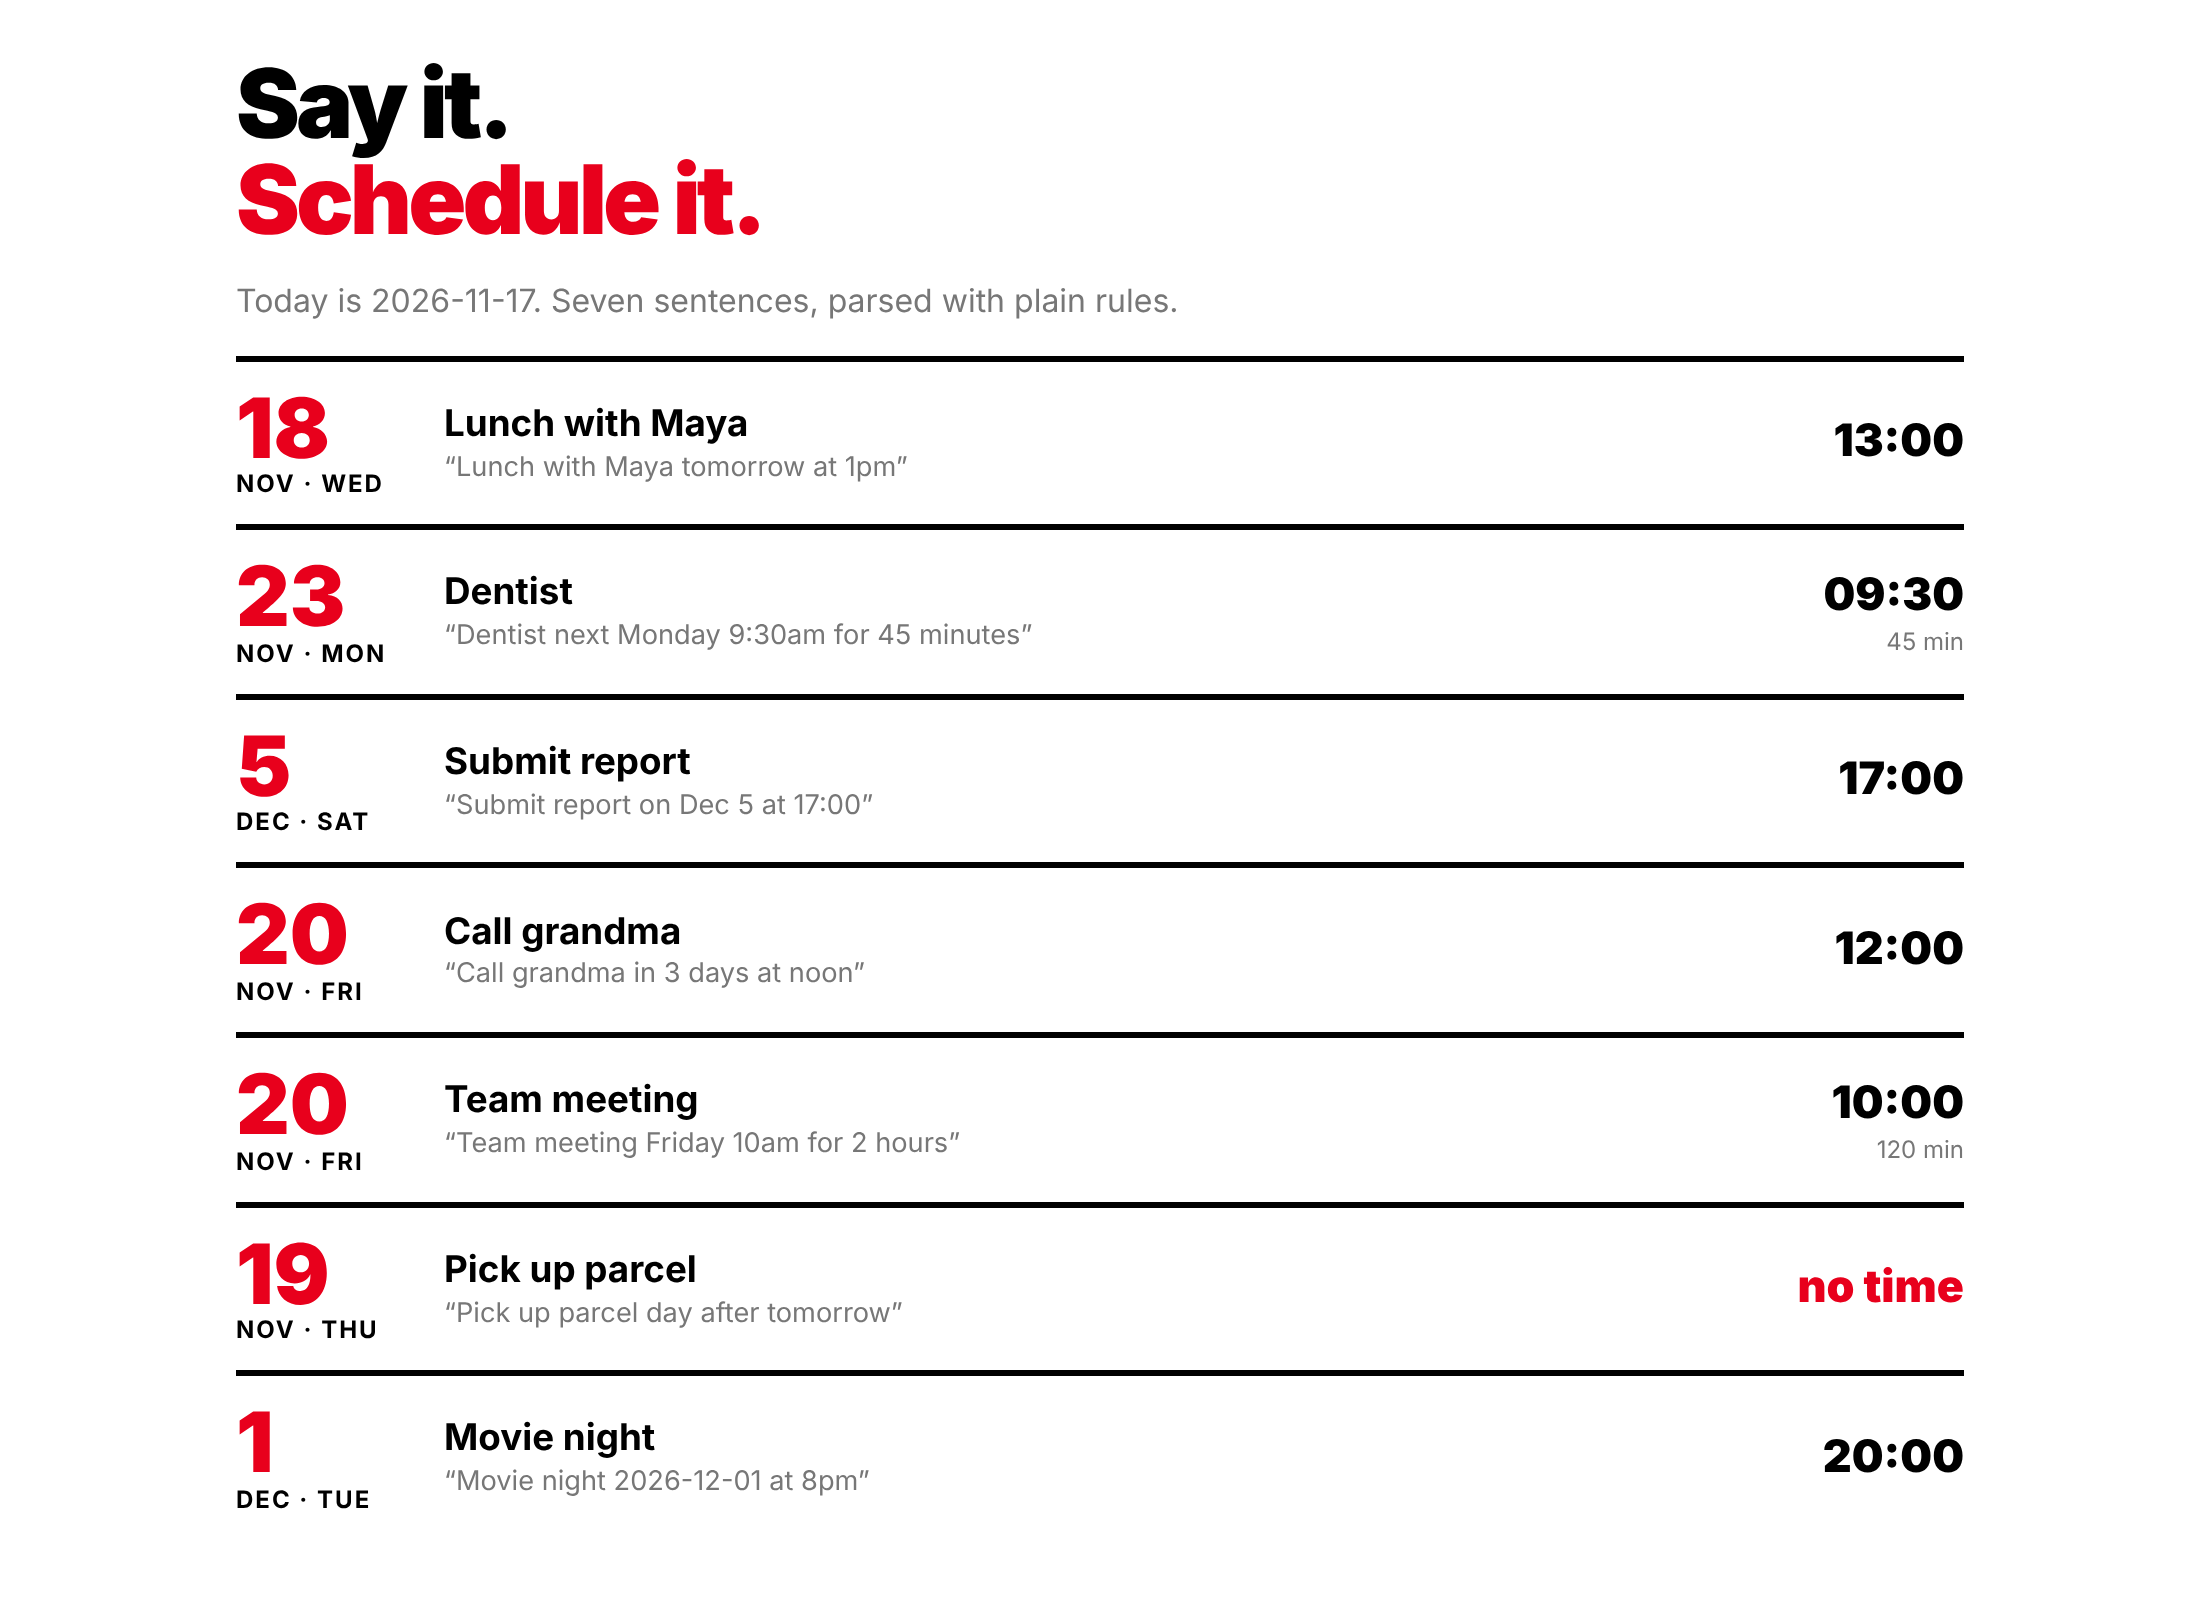 Say it.
Schedule it.
Today is 2026-11-17. Seven sentences, parsed with plain rules.
18
NOV · WED
Lunch with Maya
“Lunch with Maya tomorrow at 1pm”
13:00
23
NOV · MON
Dentist
“Dentist next Monday 9:30am for 45 minutes”
09:30
45 min
5
DEC · SAT
Submit report
“Submit report on Dec 5 at 17:00”
17:00
20
NOV · FRI
Call grandma
“Call grandma in 3 days at noon”
12:00
20
NOV · FRI
Team meeting
“Team meeting Friday 10am for 2 hours”
10:00
120 min
19
NOV · THU
Pick up parcel
“Pick up parcel day after tomorrow”
no time
1
DEC · TUE
Movie night
“Movie night 2026-12-01 at 8pm”
20:00